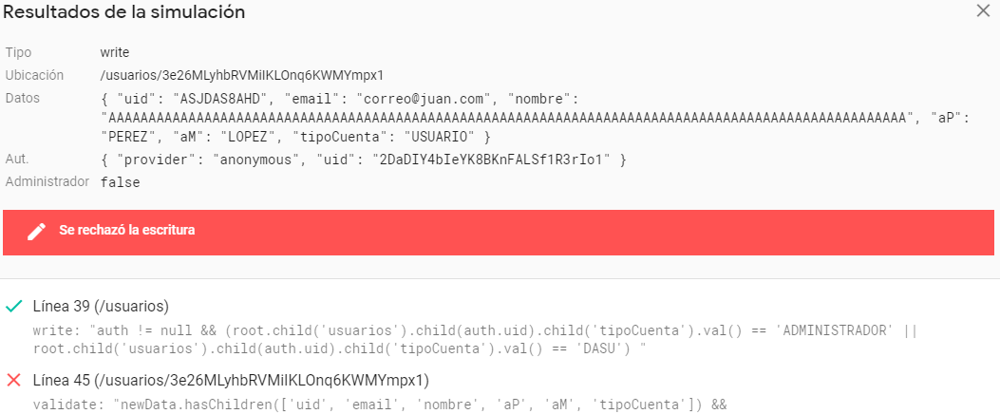 Resultados de la simulación
Tipo write
Ubicación /usuarios/3e26MLyhbRVMiIKLOnq6KWMYmpx1
Datos { "uid": "ASJDAS8AHD", "email": "correo@juan.com", "nombre":
"AAAAAAAAAAAAAAAAAAAAAAAAAAAAAAAAAAAAAAAAAAAAAAAAAAAAAAAAAAAAAAAAAAAAAAAAAAAAAAAAAAAAAAAAAAAAAAAAAAAA", "aP":
"PEREZ", "aM": "LOPEZ", "tipoCuenta": "USUARIO" }
Aut. { "provider": "anonymous", "uid": "2DaDIY4bIeYK8BKnFALSf1R3rIo1" }
Administrador false
Se rechazó la escritura
Línea 39 (/usuarios)
write: "auth != null && (root.child('usuarios').child(auth.uid).child('tipoCuenta').val() == 'ADMINISTRADOR' ||
root.child('usuarios').child(auth.uid).child('tipoCuenta').val() == 'DASU') "
Línea 45 (/usuarios/3e26MLyhbRVMiIKLOnq6KWMYmpx1)
validate: "newData.hasChildren(['uid', 'email', 'nombre', 'aP', 'aM', 'tipoCuenta']) &&